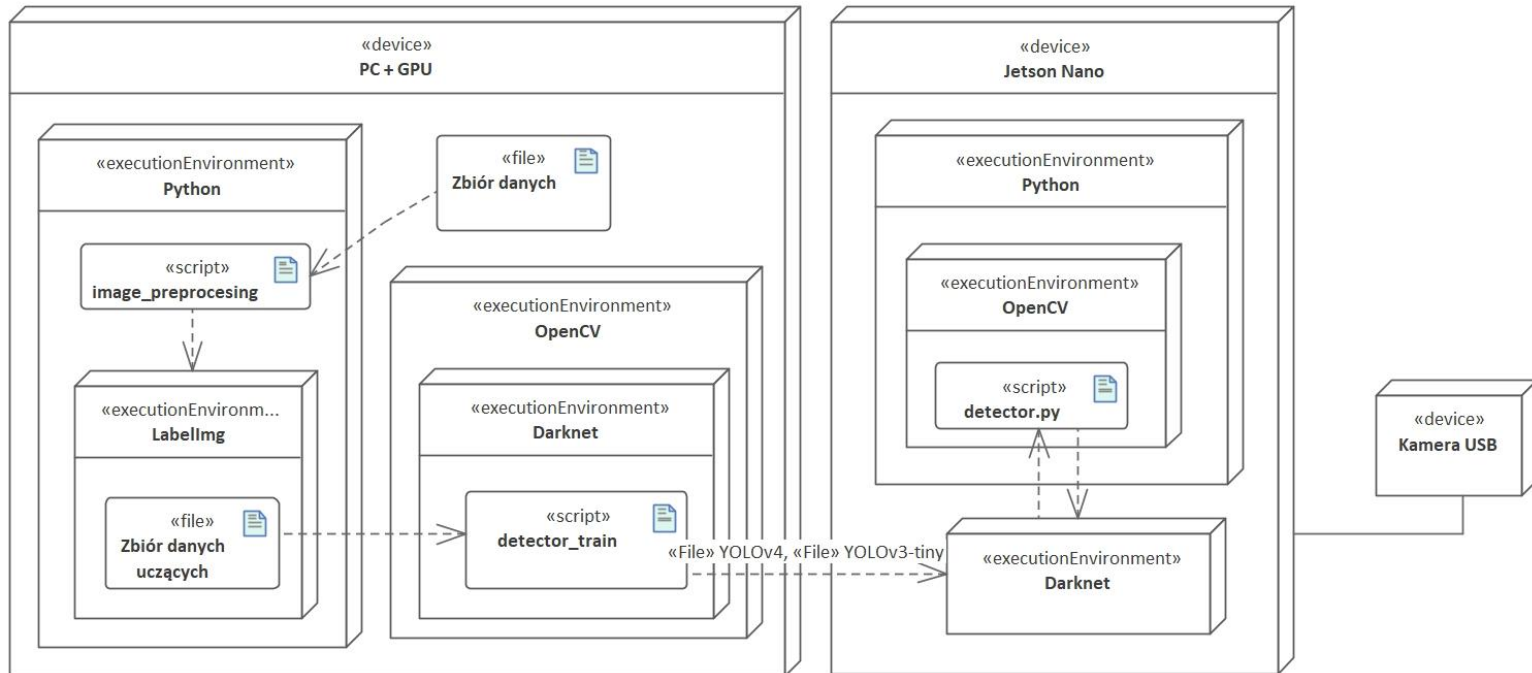 «device»
PC + GPU
«executionEnvironment»
Python
«file»
Zbiór danych
«script»
image_preprocesing
«executionEnvironm...
LabelImg
«file»
Zbiór danych
uczących
«executionEnvironment»
OpenCV
«executionEnvironment»
Darknet
«script»
detector_train
«File» YOLOv4, «File» YOLOv3-tiny
«device»
Jetson Nano
«executionEnvironment»
Python
«executionEnvironment»
OpenCV
«script»
detector.py
«executionEnvironment»
Darknet
«device»
Kamera USB